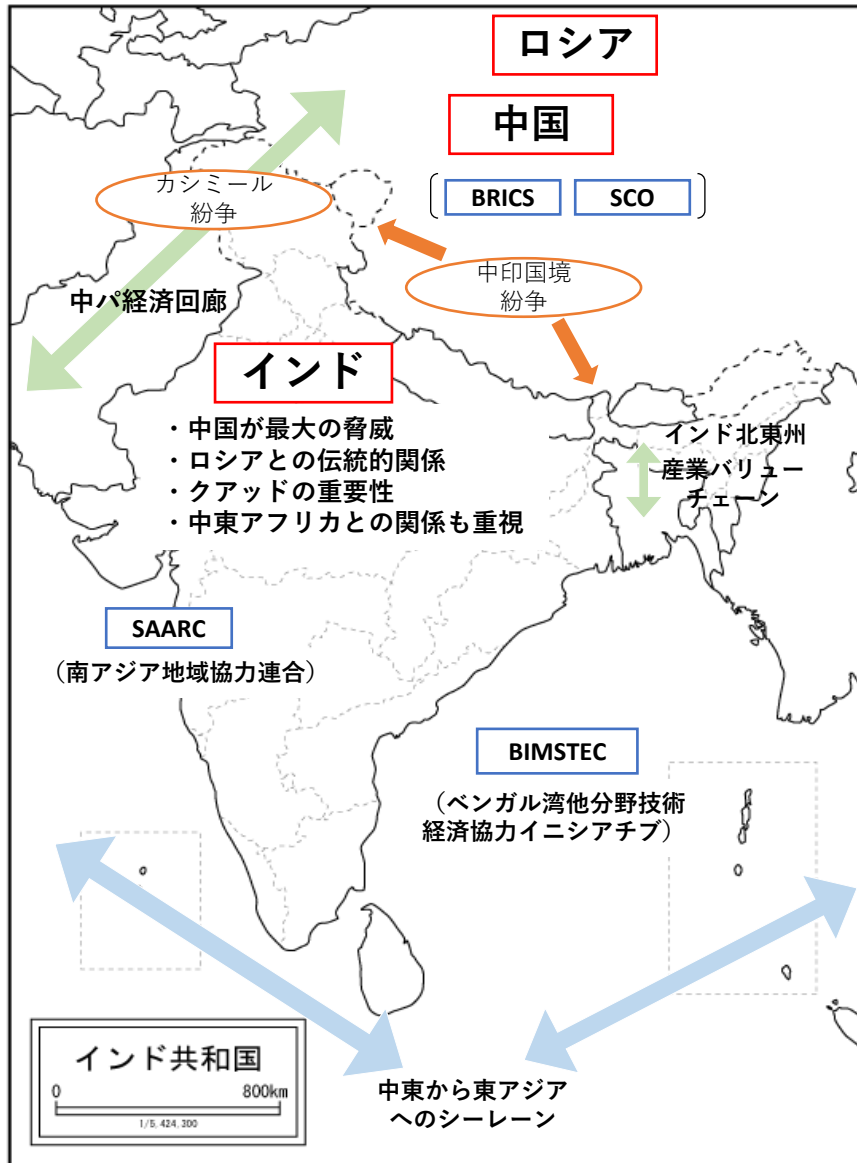 ロシア
中国
BRICS
SCO
カシミール
紛争
中印国境
紛争
中パ経済回廊
インド
・中国が最大の脅威
・ロシアとの伝統的関係
・クアッドの重要性
・中東アフリカとの関係も重視
インド北東州
産業バリュー
チェーン
SAARC
（南アジア地域協力連合）
BIMSTEC
（ベンガル湾他分野技術
経済協力イニシアチブ）
インド共和国
0 800km
1/5,424,300
中東から東アジア
へのシーレーン